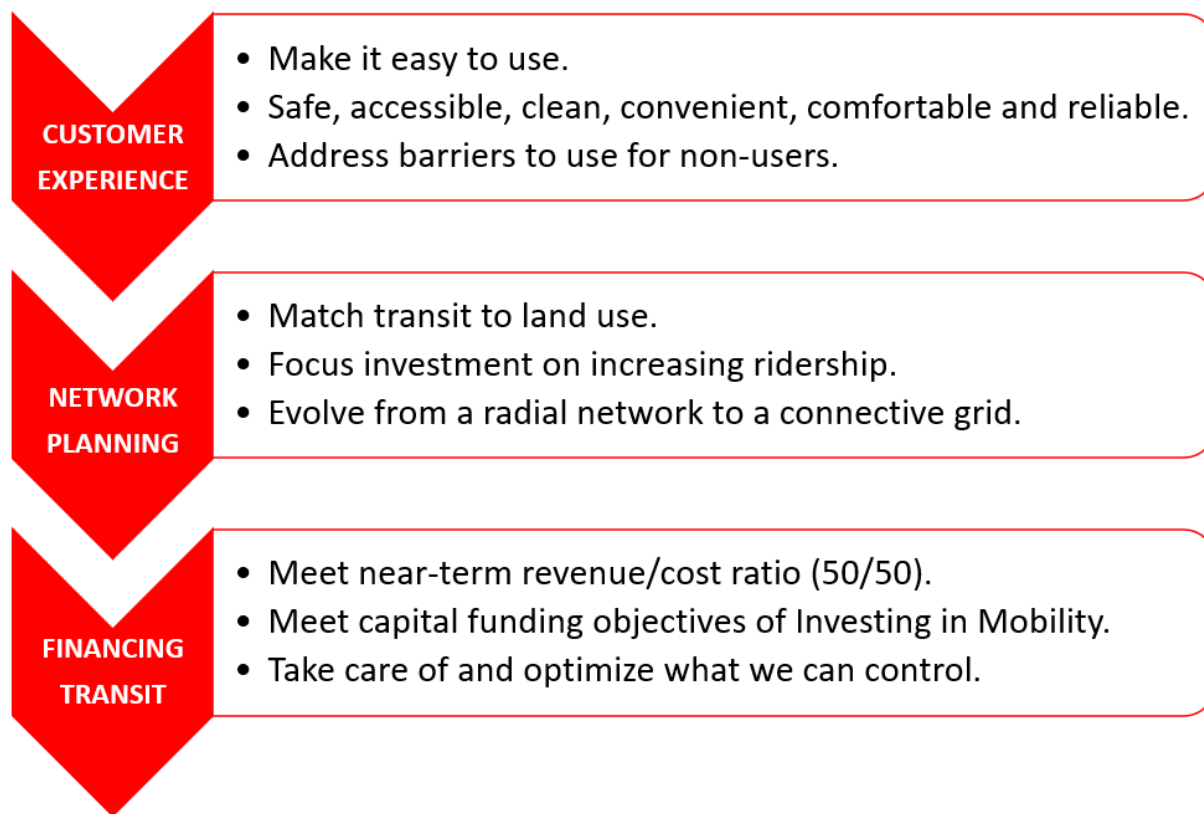 CUSTOMER
EXPERIENCE
• Make it easy to use.
• Safe, accessible, clean, convenient, comfortable and reliable.
• Address barriers to use for non-users.
NETWORK
PLANNING
• Match transit to land use.
• Focus investment on increasing ridership.
• Evolve from a radial network to a connective grid.
FINANCING
TRANSIT
• Meet near-term revenue/cost ratio (50/50).
• Meet capital funding objectives of Investing in Mobility.
• Take care of and optimize what we can control.